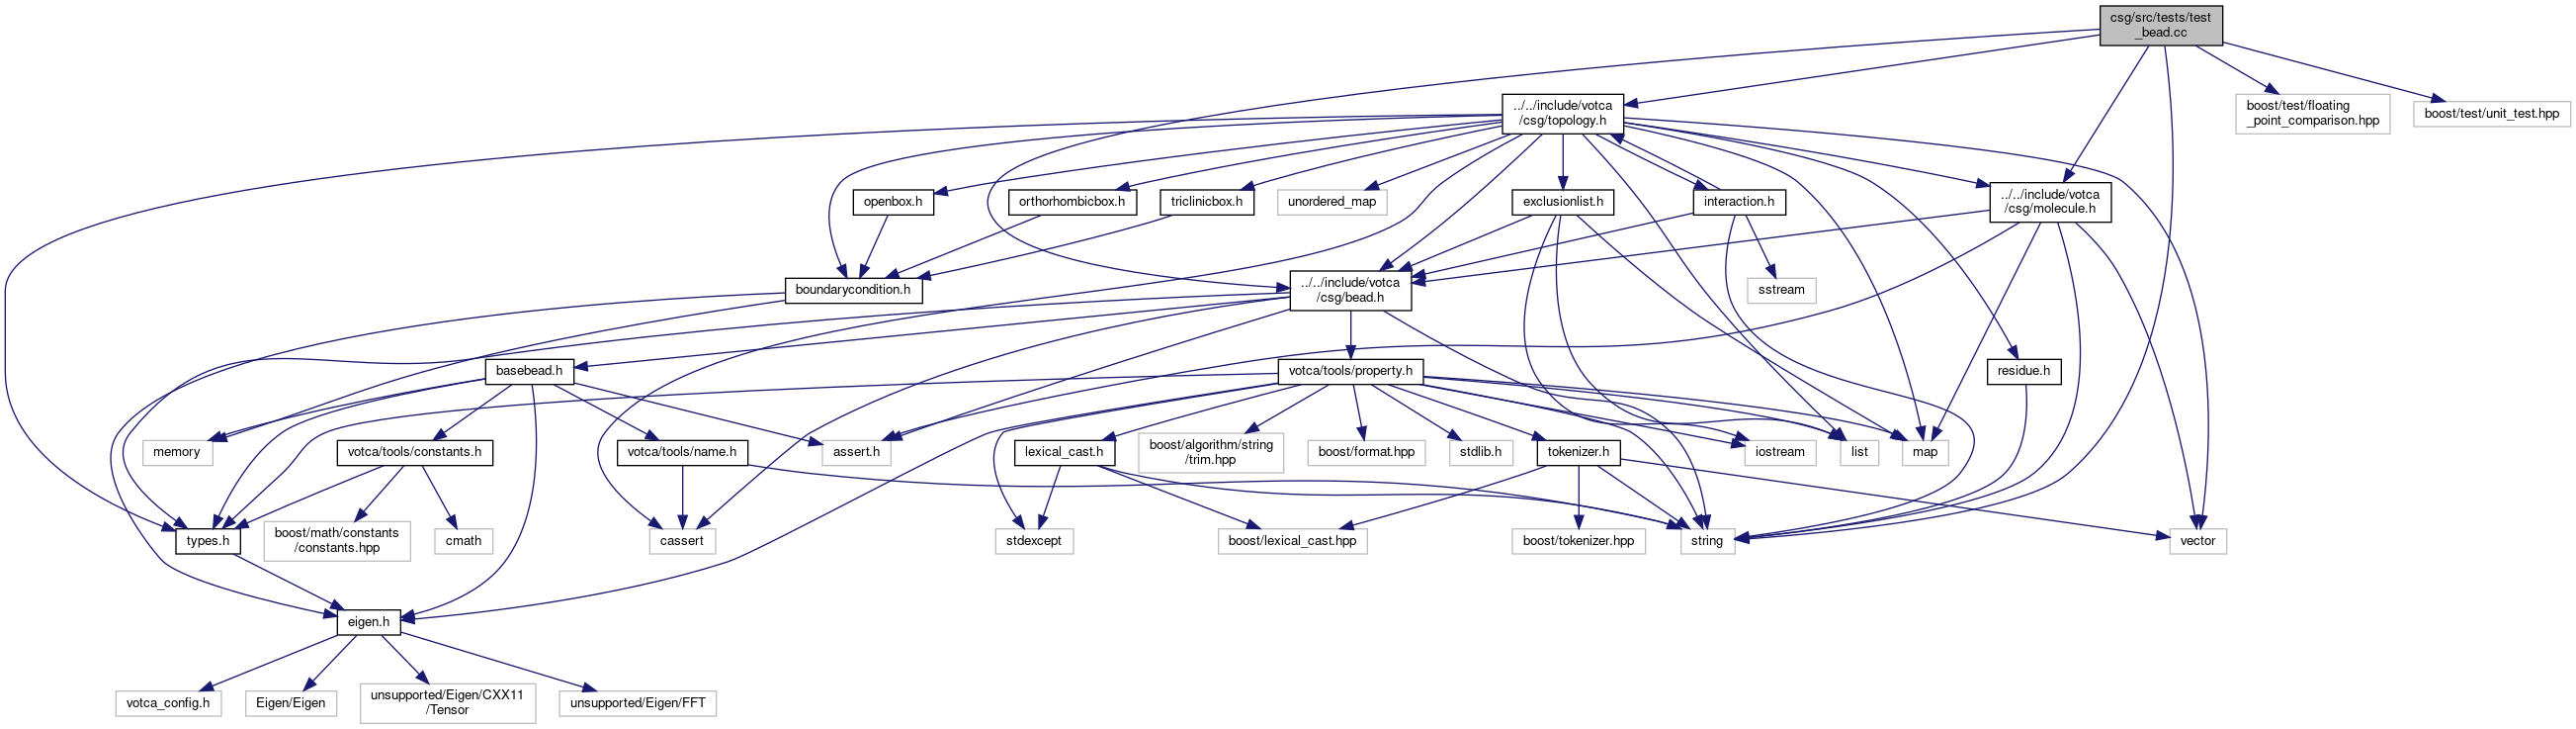 csg/src/tests/test
_bead.cc
../../include/votca
/csg/topology.h
boost/test/floating
_point_comparison.hpp
boost/test/unit_test.hpp
openbox.h
orthorhombicbox.h
triclinicbox.h
unordered_map
exclusionlist.h
interaction.h
../../include/votca
/csg/molecule.h
boundarycondition.h
../../include/votca
/csg/bead.h
sstream
basebead.h
votca/tools/property.h
residue.h
memory
votca/tools/constants.h
votca/tools/name.h
assert.h
lexical_cast.h
boost/algorithm/string
/trim.hpp
boost/format.hpp
stdlib.h
tokenizer.h
iostream
list
map
types.h
boost/math/constants
/constants.hpp
cmath
cassert
stdexcept
boost/lexical_cast.hpp
boost/tokenizer.hpp
string
vector
eigen.h
votca_config.h
Eigen/Eigen
unsupported/Eigen/CXX11
/Tensor
unsupported/Eigen/FFT